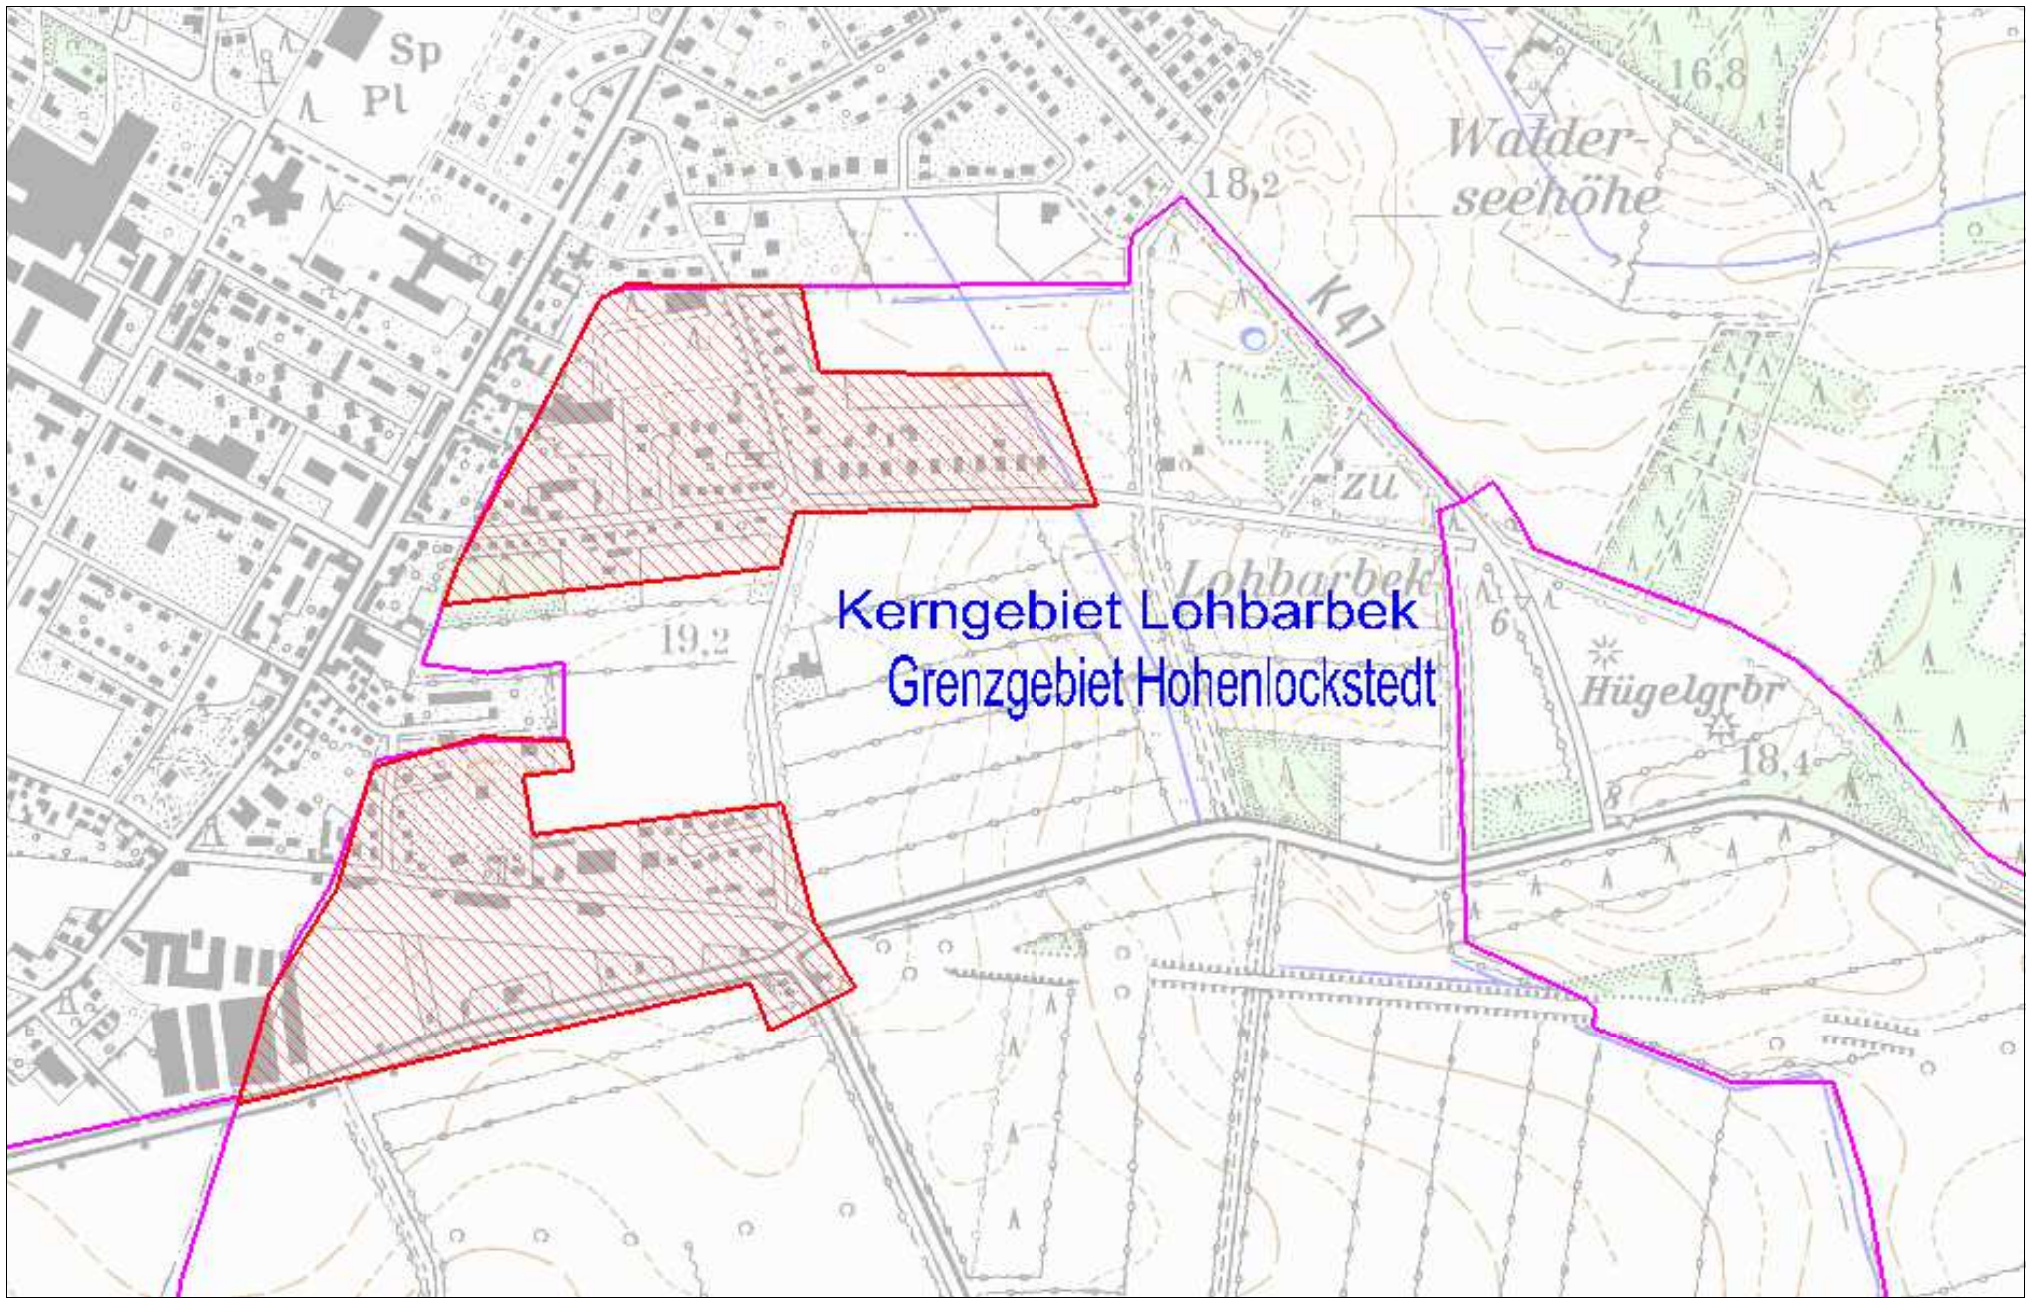 Sp
Pl
16,8
Walder-
seehöhe
18,2
K 47
zu
Lohbarbek
Kerngebiet Lohbarbek
6
19,2
Grenzgebiet Hohenlockstedt
Hügelgrbr
18,4
8